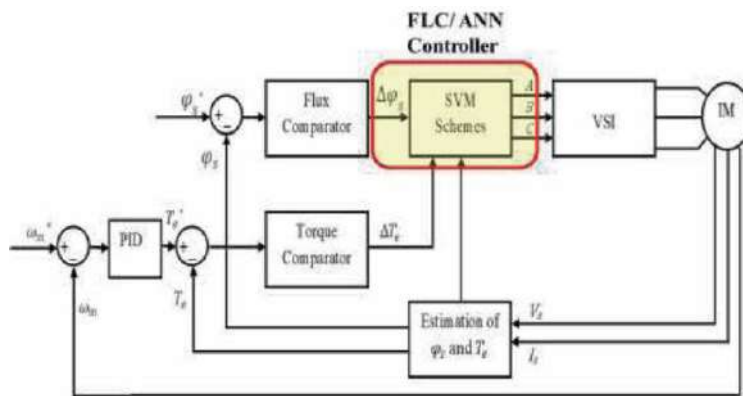 FLC/ ANN
Controller
φs*
Flux
Comparator
Δφs
SVM
Schemes
A
B
C
VSI
IM
φs
ωm*
PID
Te*
Torque
Comparator
ΔTe
Te
ωm
Estimation of
φs and Te
Vs
Is